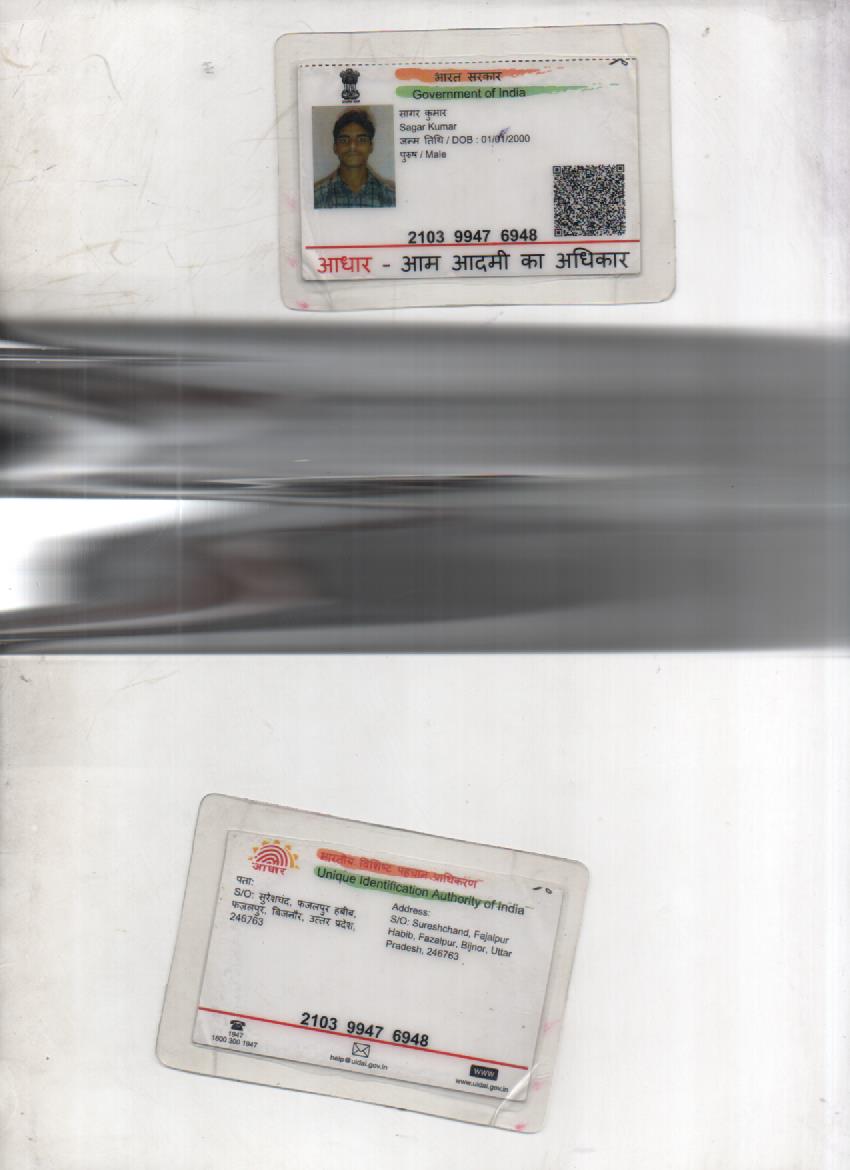 भारत सरकार
Government of India
सागर कुमार
Sagar Kumar
जन्म तिथि / DOB : 01/01/2000
पुरुष / Male
2103 9947 6948
आधार - आम आदमी का अधिकार
आधार
भारतीय विशिष्ट पहचान प्राधिकरण
Unique Identification Authority of India
पता:
S/O: सुरेशचंद, फजलपुर हबीब,
फजलपुर, बिजनौर, उत्तर प्रदेश,
246763
Address:
S/O: Sureshchand, Fajalpur
Habib, Fazalpur, Bijnor, Uttar
Pradesh, 246763
2103 9947 6948
1947
1800 300 1947
help@uidai.gov.in
www
www.uidai.gov.in